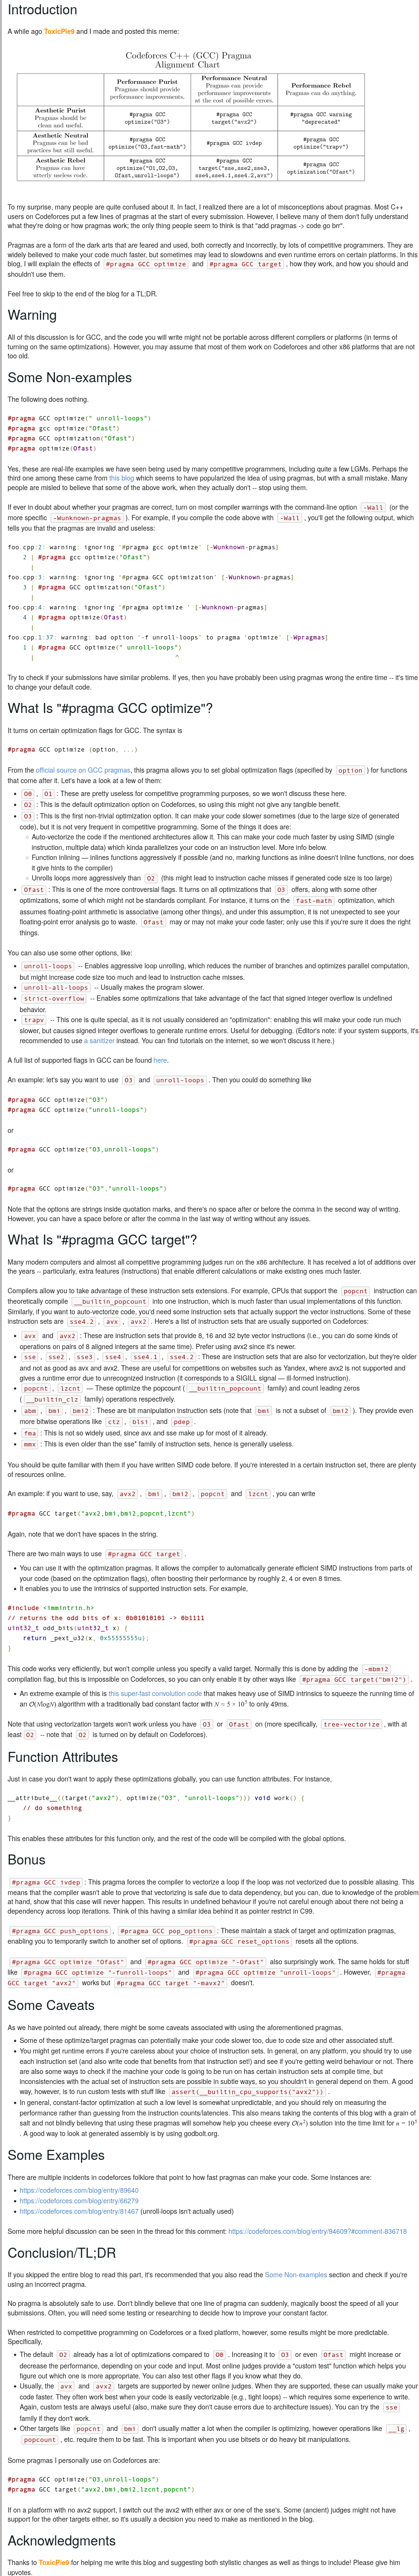 Introduction
A while ago ToxicPie9 and I made and posted this meme:
Codeforces C++ (GCC) Pragma
Alignment Chart
Performance Purist
Pragmas should provide
performance improvements.
Performance Neutral
Pragmas can provide
performance improvements
at the cost of possible errors.
Performance Rebel
Pragmas can do anything.
Aesthetic Purist
Pragmas should be
clean and useful.
#pragma GCC
optimize("O3")
#pragma GCC
target("avx2")
#pragma GCC warning
"deprecated"
Aesthetic Neutral
Pragmas can be bad
practices but still useful.
#pragma GCC
optimize("O3,fast-math")
#pragma GCC ivdep
#pragma GCC
optimize("trapv")
Aesthetic Rebel
Pragmas can have
utterly useless code.
#pragma GCC
optimize("O1,O2,O3,
Ofast,unroll-loops")
#pragma GCC
target("sse,sse2,sse3,
sse4,sse4.1,sse4.2,avx")
#pragma GCC
optimization("Ofast")
To my surprise, many people are quite confused about it. In fact, I realized there are a lot of misconceptions about pragmas. Most C++
users on Codeforces put a few lines of pragmas at the start of every submission. However, I believe many of them don't fully understand
what they're doing or how pragmas work; the only thing people seem to think is that "add pragmas -> code go brr".
Pragmas are a form of the dark arts that are feared and used, both correctly and incorrectly, by lots of competitive programmers. They are
widely believed to make your code much faster, but sometimes may lead to slowdowns and even runtime errors on certain platforms. In this
blog, I will explain the effects of #pragma GCC optimize and #pragma GCC target , how they work, and how you should and
shouldn't use them.
Feel free to skip to the end of the blog for a TL;DR.
Warning
All of this discussion is for GCC, and the code you will write might not be portable across different compilers or platforms (in terms of
turning on the same optimizations). However, you may assume that most of them work on Codeforces and other x86 platforms that are not
too old.
Some Non-examples
The following does nothing.
#pragma GCC optimize(" unroll-loops")
#pragma gcc optimize("Ofast")
#pragma GCC optimization("Ofast")
#pragma optimize(Ofast)
Yes, these are real-life examples we have seen being used by many competitive programmers, including quite a few LGMs. Perhaps the
third one among these came from this blog which seems to have popularized the idea of using pragmas, but with a small mistake. Many
people are misled to believe that some of the above work, when they actually don't -- stop using them.
If ever in doubt about whether your pragmas are correct, turn on most compiler warnings with the command-line option -Wall (or the
more specific -Wunknown-pragmas ). For example, if you compile the code above with -Wall , you'll get the following output, which
tells you that the pragmas are invalid and useless:
foo.cpp:2: warning: ignoring '#pragma gcc optimize' [-Wunknown-pragmas]
2 | #pragma gcc optimize("Ofast")
|
foo.cpp:3: warning: ignoring '#pragma GCC optimization' [-Wunknown-pragmas]
3 | #pragma GCC optimization("Ofast")
|
foo.cpp:4: warning: ignoring '#pragma optimize ' [-Wunknown-pragmas]
4 | #pragma optimize(Ofast)
|
foo.cpp:1:37: warning: bad option '-f unroll-loops' to pragma 'optimize' [-Wpragmas]
1 | #pragma GCC optimize(" unroll-loops")
| ^
Try to check if your submissions have similar problems. If yes, then you have probably been using pragmas wrong the entire time -- it's time
to change your default code.
What Is "#pragma GCC optimize"?
It turns on certain optimization flags for GCC. The syntax is
#pragma GCC optimize (option, ...)
From the official source on GCC pragmas, this pragma allows you to set global optimization flags (specified by option ) for functions
that come after it. Let's have a look at a few of them:
• O0 , O1 : These are pretty useless for competitive programming purposes, so we won't discuss these here.
• O2 : This is the default optimization option on Codeforces, so using this might not give any tangible benefit.
• O3 : This is the first non-trivial optimization option. It can make your code slower sometimes (due to the large size of generated
code), but it is not very frequent in competitive programming. Some of the things it does are:
◦ Auto-vectorize the code if the mentioned architectures allow it. This can make your code much faster by using SIMD (single
instruction, multiple data) which kinda parallelizes your code on an instruction level. More info below.
◦ Function inlining — inlines functions aggressively if possible (and no, marking functions as inline doesn't inline functions, nor does
it give hints to the compiler)
◦ Unrolls loops more aggressively than O2 (this might lead to instruction cache misses if generated code size is too large)
• Ofast : This is one of the more controversial flags. It turns on all optimizations that O3 offers, along with some other
optimizations, some of which might not be standards compliant. For instance, it turns on the fast-math optimization, which
assumes floating-point arithmetic is associative (among other things), and under this assumption, it is not unexpected to see your
floating-point error analysis go to waste. Ofast may or may not make your code faster; only use this if you're sure it does the right
things.
You can also use some other options, like:
• unroll-loops -- Enables aggressive loop unrolling, which reduces the number of branches and optimizes parallel computation,
but might increase code size too much and lead to instruction cache misses.
• unroll-all-loops -- Usually makes the program slower.
• strict-overflow -- Enables some optimizations that take advantage of the fact that signed integer overflow is undefined
behavior.
• trapv -- This one is quite special, as it is not usually considered an "optimization": enabling this will make your code run much
slower, but causes signed integer overflows to generate runtime errors. Useful for debugging. (Editor's note: if your system supports, it's
recommended to use a sanitizer instead. You can find tutorials on the internet, so we won't discuss it here.)
A full list of supported flags in GCC can be found here.
An example: let's say you want to use O3 and unroll-loops . Then you could do something like
#pragma GCC optimize("O3")
#pragma GCC optimize("unroll-loops")
or
#pragma GCC optimize("O3,unroll-loops")
or
#pragma GCC optimize("O3","unroll-loops")
Note that the options are strings inside quotation marks, and there's no space after or before the comma in the second way of writing.
However, you can have a space before or after the comma in the last way of writing without any issues.
What Is "#pragma GCC target"?
Many modern computers and almost all competitive programming judges run on the x86 architecture. It has received a lot of additions over
the years -- particularly, extra features (instructions) that enable different calculations or make existing ones much faster.
Compilers allow you to take advantage of these instruction set extensions. For example, CPUs that support the popcnt instruction can
theoretically compile __builtin_popcount into one instruction, which is much faster than usual implementations of this function.
Similarly, if you want to auto-vectorize code, you'd need some instruction sets that actually support the vector instructions. Some of these
instruction sets are sse4.2 , avx , avx2 . Here's a list of instruction sets that are usually supported on Codeforces:
• avx and avx2 : These are instruction sets that provide 8, 16 and 32 byte vector instructions (i.e., you can do some kinds of
operations on pairs of 8 aligned integers at the same time). Prefer using avx2 since it's newer.
• sse , sse2 , sse3 , sse4 , sse4.1 , sse4.2 : These are instruction sets that are also for vectorization, but they're older
and not as good as avx and avx2. These are useful for competitions on websites such as Yandex, where avx2 is not supported and
gives a runtime error due to unrecognized instruction (it corresponds to a SIGILL signal — ill-formed instruction).
• popcnt , lzcnt — These optimize the popcount ( __builtin_popcount family) and count leading zeros
( __builtin_clz family) operations respectively.
• abm , bmi , bmi2 : These are bit manipulation instruction sets (note that bmi is not a subset of bmi2 ). They provide even
more bitwise operations like ctz , blsi , and pdep .
• fma : This is not so widely used, since avx and sse make up for most of it already.
• mmx : This is even older than the sse* family of instruction sets, hence is generally useless.
You should be quite familiar with them if you have written SIMD code before. If you're interested in a certain instruction set, there are plenty
of resources online.
An example: if you want to use, say, avx2 , bmi , bmi2 , popcnt and lzcnt , you can write
#pragma GCC target("avx2,bmi,bmi2,popcnt,lzcnt")
Again, note that we don't have spaces in the string.
There are two main ways to use #pragma GCC target .
• You can use it with the optimization pragmas. It allows the compiler to automatically generate efficient SIMD instructions from parts of
your code (based on the optimization flags), often boosting their performance by roughly 2, 4 or even 8 times.
• It enables you to use the intrinsics of supported instruction sets. For example,
#include <immintrin.h>
// returns the odd bits of x: 0b01010101 -> 0b1111
uint32_t odd_bits(uint32_t x) {
return _pext_u32(x, 0x55555555u);
}
This code works very efficiently, but won't compile unless you specify a valid target. Normally this is done by adding the -mbmi2
compilation flag, but this is impossible on Codeforces, so you can only enable it by other ways like #pragma GCC target("bmi2") .
• An extreme example of this is this super-fast convolution code that makes heavy use of SIMD intrinsics to squeeze the running time of
an O(N log N) algorithm with a traditionally bad constant factor with N = 5 × 10⁵ to only 49ms.
Note that using vectorization targets won't work unless you have O3 or Ofast on (more specifically, tree-vectorize , with at
least O2 -- note that O2 is turned on by default on Codeforces).
Function Attributes
Just in case you don't want to apply these optimizations globally, you can use function attributes. For instance,
__attribute__((target("avx2"), optimize("O3", "unroll-loops"))) void work() {
// do something
}
This enables these attributes for this function only, and the rest of the code will be compiled with the global options.
Bonus
#pragma GCC ivdep : This pragma forces the compiler to vectorize a loop if the loop was not vectorized due to possible aliasing. This
means that the compiler wasn't able to prove that vectorizing is safe due to data dependency, but you can, due to knowledge of the problem
at hand, show that this case will never happen. This results in undefined behaviour if you're not careful enough about there not being a
dependency across loop iterations. Think of this having a similar idea behind it as pointer restrict in C99.
#pragma GCC push_options , #pragma GCC pop_options : These maintain a stack of target and optimization pragmas,
enabling you to temporarily switch to another set of options. #pragma GCC reset_options resets all the options.
#pragma GCC optimize "Ofast" and #pragma GCC optimize "-Ofast" also surprisingly work. The same holds for stuff
like #pragma GCC optimize "-funroll-loops" and #pragma GCC optimize "unroll-loops" . However, #pragma
GCC target "avx2" works but #pragma GCC target "-mavx2" doesn't.
Some Caveats
As we have pointed out already, there might be some caveats associated with using the aforementioned pragmas.
• Some of these optimize/target pragmas can potentially make your code slower too, due to code size and other associated stuff.
• You might get runtime errors if you're careless about your choice of instruction sets. In general, on any platform, you should try to use
each instruction set (and also write code that benefits from that instruction set!) and see if you're getting weird behaviour or not. There
are also some ways to check if the machine your code is going to be run on has certain instruction sets at compile time, but
inconsistencies with the actual set of instruction sets are possible in subtle ways, so you shouldn't in general depend on them. A good
way, however, is to run custom tests with stuff like assert(__builtin_cpu_supports("avx2")) .
• In general, constant-factor optimization at such a low level is somewhat unpredictable, and you should rely on measuring the
performance rather than guessing from the instruction counts/latencies. This also means taking the contents of this blog with a grain of
salt and not blindly believing that using these pragmas will somehow help you cheese every O(n²) solution into the time limit for n = 10⁵
. A good way to look at generated assembly is by using godbolt.org.
Some Examples
There are multiple incidents in codeforces folklore that point to how fast pragmas can make your code. Some instances are:
• https://codeforces.com/blog/entry/89640
• https://codeforces.com/blog/entry/66279
• https://codeforces.com/blog/entry/81467 (unroll-loops isn't actually used)
Some more helpful discussion can be seen in the thread for this comment: https://codeforces.com/blog/entry/94609?#comment-836718
Conclusion/TL;DR
If you skipped the entire blog to read this part, it's recommended that you also read the Some Non-examples section and check if you're
using an incorrect pragma.
No pragma is absolutely safe to use. Don't blindly believe that one line of pragma can suddenly, magically boost the speed of all your
submissions. Often, you will need some testing or researching to decide how to improve your constant factor.
When restricted to competitive programming on Codeforces or a fixed platform, however, some results might be more predictable.
Specifically,
• The default O2 already has a lot of optimizations compared to O0 . Increasing it to O3 or even Ofast might increase or
decrease the performance, depending on your code and input. Most online judges provide a "custom test" function which helps you
figure out which one is more appropriate. You can also test other flags if you know what they do.
• Usually, the avx and avx2 targets are supported by newer online judges. When they are supported, these can usually make your
code faster. They often work best when your code is easily vectorizable (e.g., tight loops) -- which requires some experience to write.
Again, custom tests are always useful (also, make sure they don't cause errors due to architecture issues). You can try the sse
family if they don't work.
• Other targets like popcnt and bmi don't usually matter a lot when the compiler is optimizing, however operations like __lg ,
popcount , etc. require them to be fast. This is important when you use bitsets or do heavy bit manipulations.
Some pragmas I personally use on Codeforces are:
#pragma GCC optimize("O3,unroll-loops")
#pragma GCC target("avx2,bmi,bmi2,lzcnt,popcnt")
If on a platform with no avx2 support, I switch out the avx2 with either avx or one of the sse's. Some (ancient) judges might not have
support for the other targets either, so it's usually a decision you need to make as mentioned in the blog.
Acknowledgments
Thanks to ToxicPie9 for helping me write this blog and suggesting both stylistic changes as well as things to include! Please give him
upvotes.